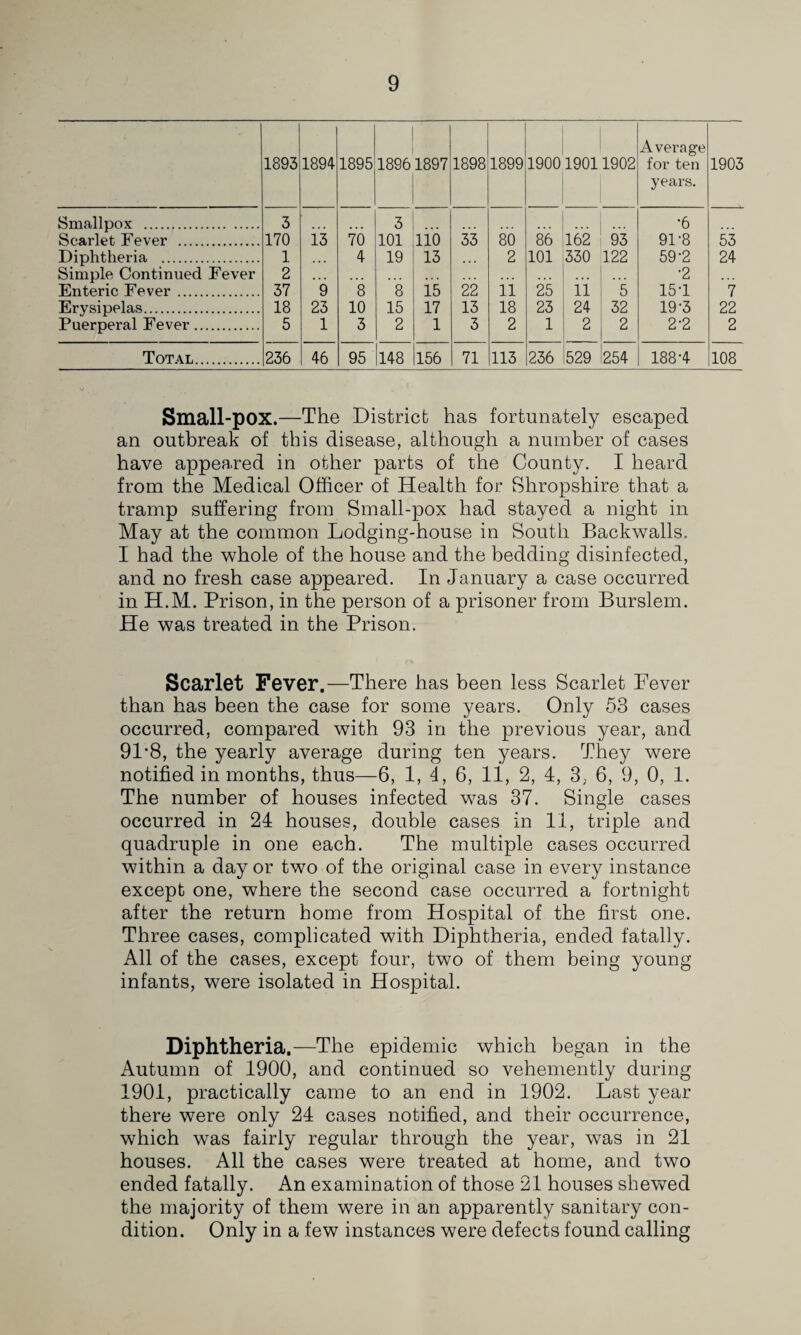 9
1893 1894 1895 1896 1897 1898 1899 1900 1901 1902 Average for ten years. 1903
Smallpox .................. 3 ... ... 3 ... ... ... ... ... ... ·6 ...
Scarlet Fever ............... 170 13 70 101 110 33 80 86 162 93 91·8 53
Diphtheria .................. 1 ... 4 19 13 ... 2 101 330 122 59·2 24
Simple Continued Fever 2 ... ... ... ... ... ... ... ... ... ·2 ...
Enteric Fever ............... 37 9 8 8 15 22 11 25 11 5 15·1 7
Erysipelas..................... 18 23 10 15 17 13 18 23 24 32 19·3 22
Puerperal Fever............ 5 1 3 2 1 3 2 1 2 2 2·2 2
Total............ 236 46 95 148 156 71 113 236 529 254 188·4 108
Small-pox.—The District has fortunately escaped
an outbreak of this disease, although a number of cases
have appeared in other parts of the County. I heard
from the Medical Officer of Health for Shropshire that a
tramp suffering from Small-pox had stayed a night in
May at the common Lodging-house in South Backwalls.
I had the whole of the house and the bedding disinfected,
and no fresh case appeared. In January a case occurred
in H.M. Prison, in the person of a prisoner from Burslem.
He was treated in the Prison.
Scarlet Fever.—There has been less Scarlet Fever
than has been the case for some years. Only 53 cases
occurred, compared with 93 in the previous year, and
91·8, the yearly average during ten years. They were
notified in months, thus—6, 1, 4, 6, 11, 2, 4, 3, 6, 9, 0, 1.
The number of houses infected was 37. Single cases
occurred in 24 houses, double cases in 11, triple and
quadruple in one each. The multiple cases occurred
within a day or two of the original case in every instance
except one, where the second case occurred a fortnight
after the return home from Hospital of the first one.
Three cases, complicated with Diphtheria, ended fatally.
All of the cases, except four, two of them being young
infants, were isolated in Hospital.
Diphtheria.—The epidemic which began in the
Autumn of 1900, and continued so vehemently during
1901, practically came to an end in 1902. Last year
there were only 24 cases notified, and their occurrence,
which was fairly regular through the year, was in 21
houses. All the cases were treated at home, and two
ended fatally. An examination of those 21 houses shewed
the majority of them were in an apparently sanitary con-
dition. Only in a few instances were defects found calling